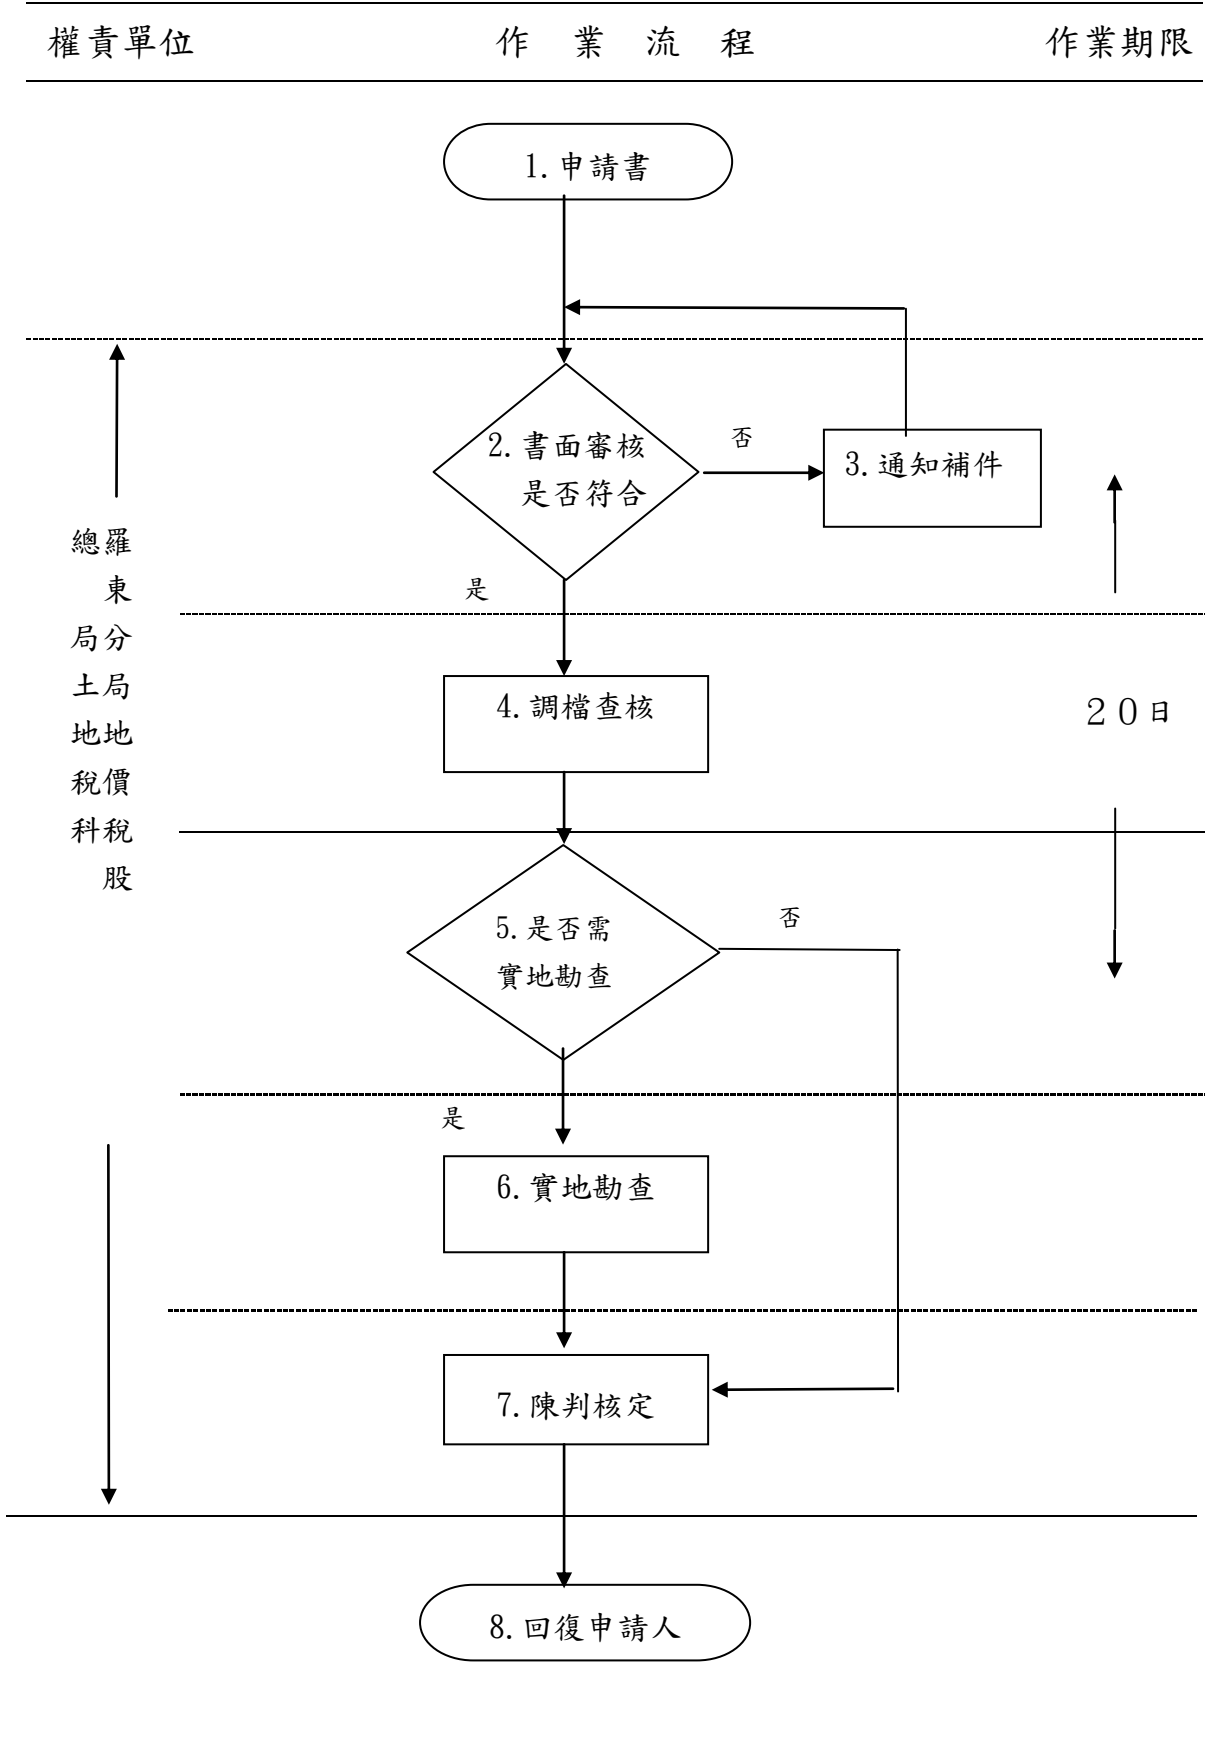 權責單位 作業流程 作業期限
1.申請書
2.書面審核
是否符合
否
3.通知補件
是
總局土地稅科
羅東分局地價稅股
4.調檔查核
20日
5.是否需
實地勘查
否
是
6.實地勘查
7.陳判核定
8.回復申請人